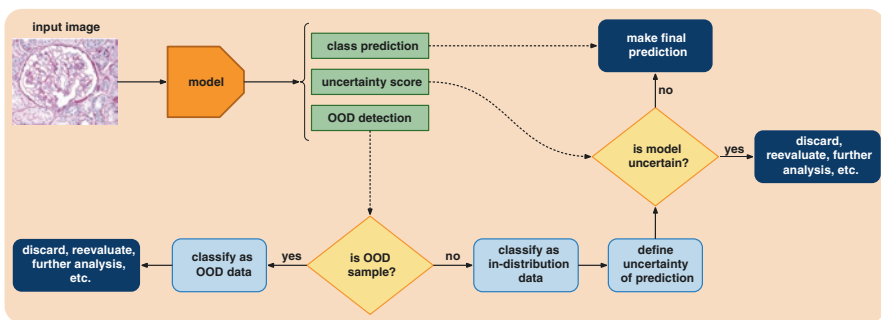 input image
model
class prediction
uncertainty score
OOD detection
make final
prediction
no
is model
uncertain?
yes
discard,
reevaluate, further
analysis, etc.
discard, reevaluate,
further analysis,
etc.
classify as
OOD data
yes
is OOD
sample?
no
classify as
in-distribution
data
define
uncertainty
of prediction